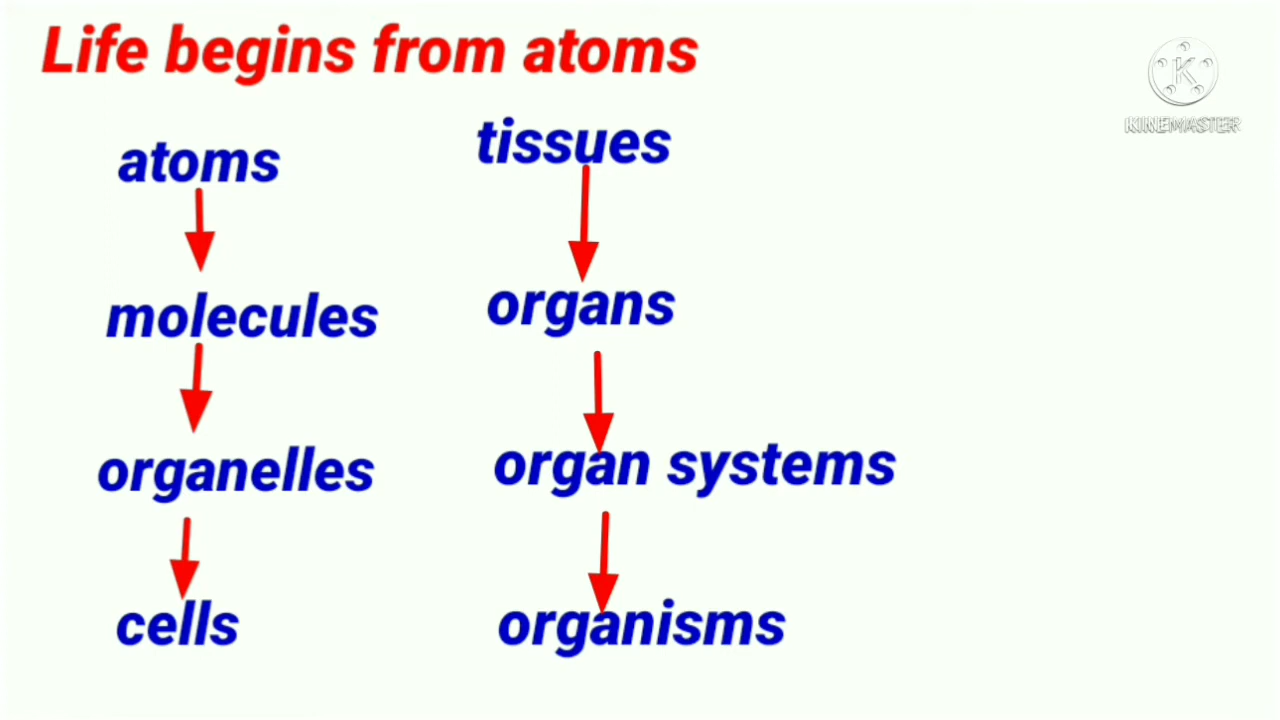 Life begins from atoms
K
KINEMASTER
atoms
molecules
organelles
cells
tissues
organs
organ systems
organisms